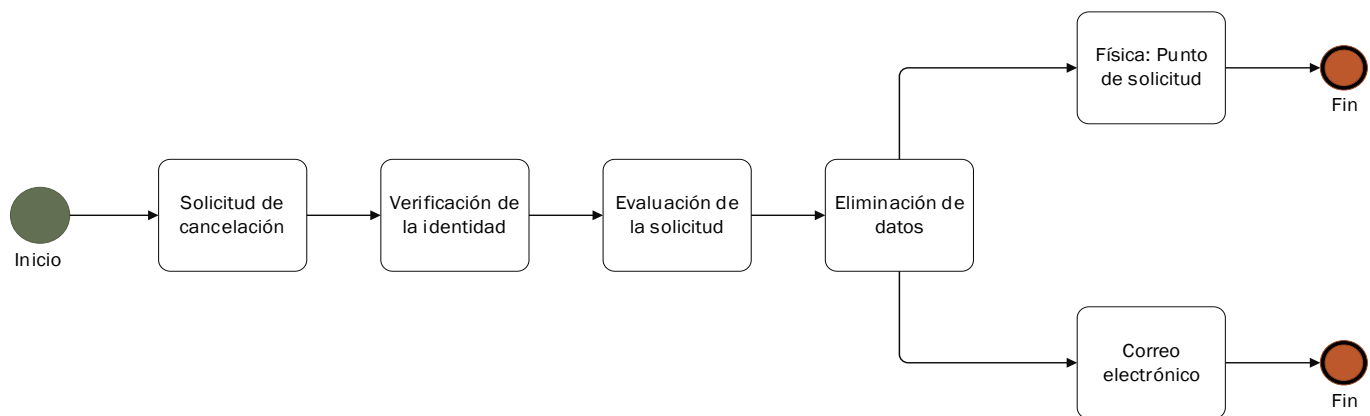 Inicio
Solicitud de
cancelación
Verificación de
la identidad
Evaluación de
la solicitud
Eliminación de
datos
Física: Punto
de solicitud
Fin
Correo
electrónico
Fin